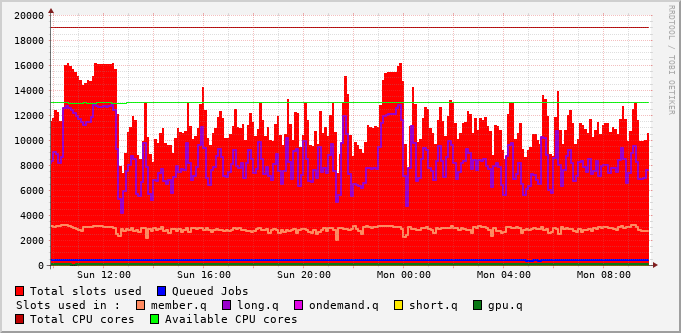 20000
18000
16000
14000
12000
10000
8000
6000
4000
2000
0
Sun 12:00 Sun 16:00 Sun 20:00 Mon 00:00 Mon 04:00 Mon 08:00
RRDTOOL / TOBI OETIKER
Total slots used Queued Jobs
Slots used in : member.q long.q ondemand.q short.q gpu.q
Total CPU cores Available CPU cores